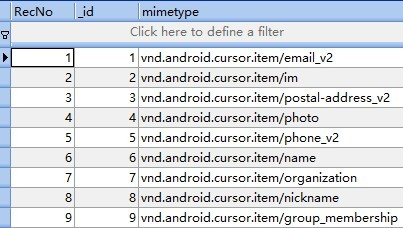 RecNo _id mimetype
Click here to define a filter
1 1 vnd.android.cursor.item/email_v2
2 2 vnd.android.cursor.item/im
3 3 vnd.android.cursor.item/postal-address_v2
4 4 vnd.android.cursor.item/photo
5 5 vnd.android.cursor.item/phone_v2
6 6 vnd.android.cursor.item/name
7 7 vnd.android.cursor.item/organization
8 8 vnd.android.cursor.item/nickname
9 9 vnd.android.cursor.item/group_membership